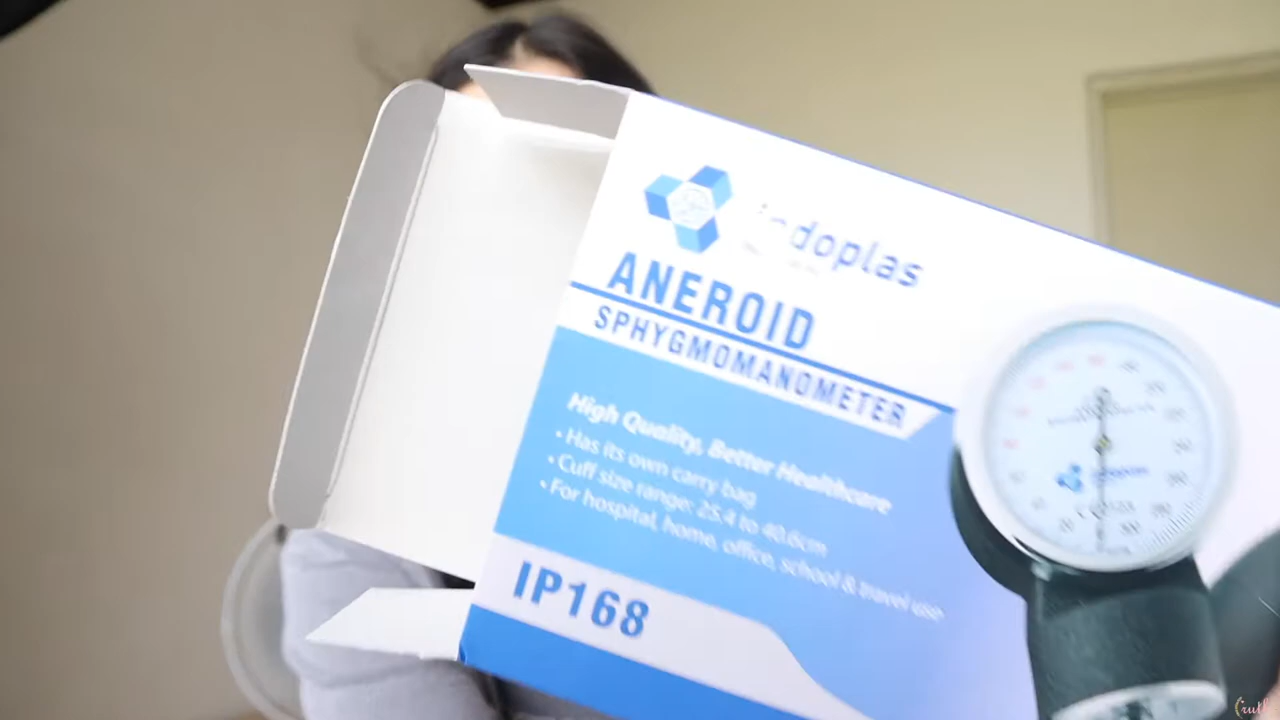 indoplas
ANEROID
SPHYGMOMANOMETER
High Quality, Better Healthcare
• Has its own carry bag
• Cuff size range: 25.4 to 40.6cm
• For hospital, home, office, school & travel use
IP168